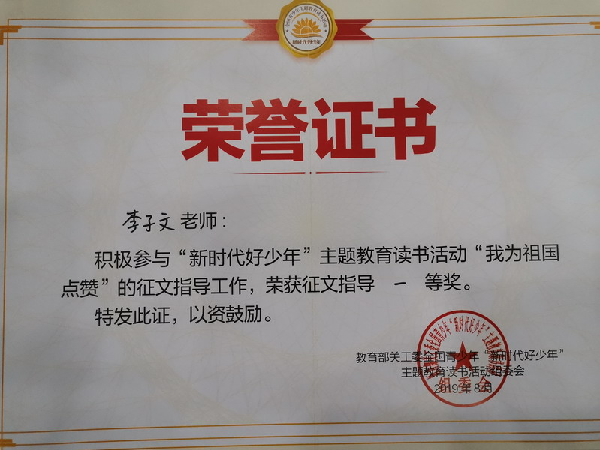 荣誉证书
李子文老师：
积极参与“新时代好少年”主题教育读书活动“我为祖国
点赞”的征文指导工作，荣获征文指导 一 等奖。
特发此证，以资鼓励。
教育部关工委全国青少年“新时代好少年”
主题教育读书活动组委会
2019年8月
组委会